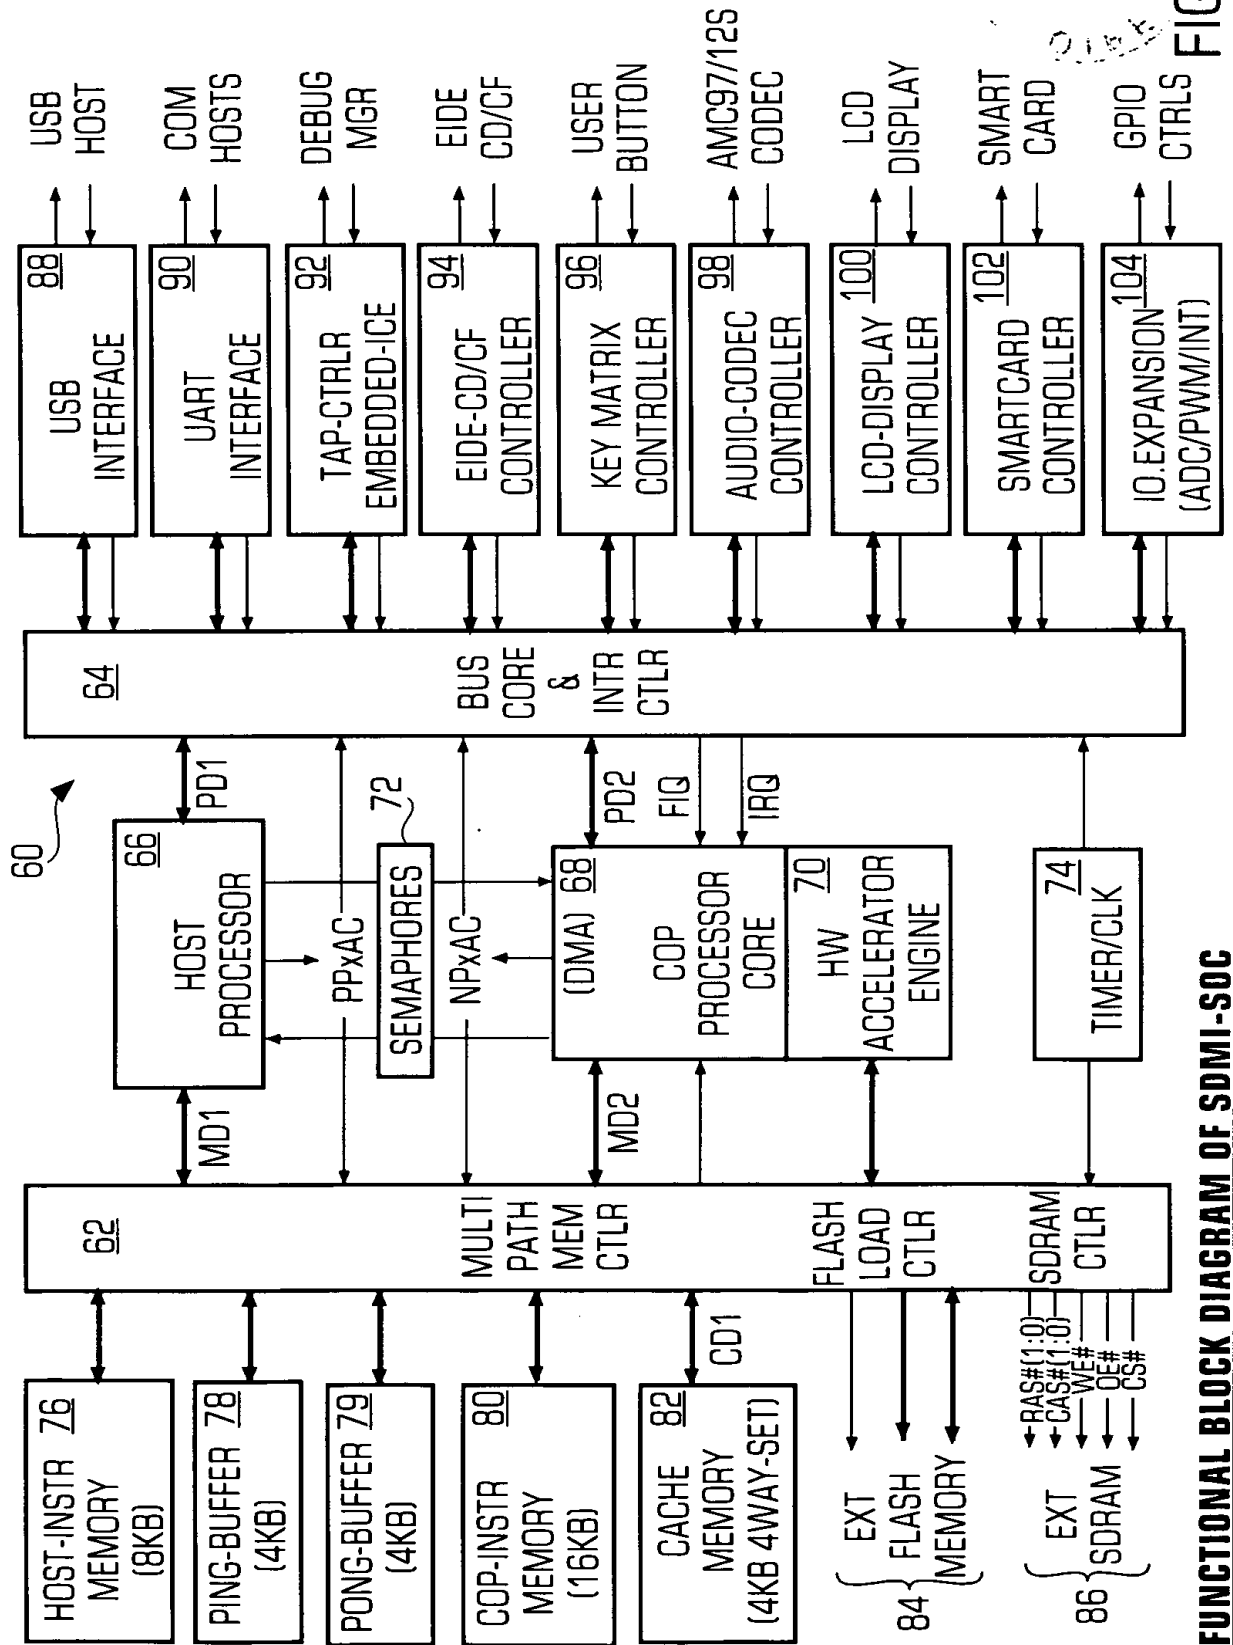 60
HOST-INSTR 76
MEMORY
(8KB)
PING-BUFFER 78
(4KB)
PONG-BUFFER 79
(4KB)
COP-INSTR 80
MEMORY
(16KB)
CACHE 82
MEMORY
(4KB 4WAY-SET)
CD1
EXT
FLASH
MEMORY
84
EXT
SDRAM
86
RAS#(1:0)
CAS#(1:0)
WE#
OE#
CS#
62
MULTI
PATH
MEM
CTLR
FLASH
LOAD
CTLR
SDRAM
CTLR
MD1
MD2
HOST 66
PROCESSOR
PPxAC
SEMAPHORES
72
NPxAC
(DMA) 68
COP
PROCESSOR
CORE
HW 70
ACCELERATOR
ENGINE
TIMER/CLK 74
PD1
PD2
FIQ
IRQ
64
BUS
CORE
&
INTR
CTLR
USB 88
INTERFACE
USB
HOST
UART 90
INTERFACE
COM
HOSTS
TAP-CTRLR 92
EMBEDDED-ICE
DEBUG
MGR
EIDE-CD/CF 94
CONTROLLER
EIDE
CD/CF
KEY MATRIX 96
CONTROLLER
USER
BUTTON
AUDIO-CODEC 98
CONTROLLER
AMC97/12S
CODEC
LCD-DISPLAY 100
CONTROLLER
LCD
DISPLAY
SMARTCARD 102
CONTROLLER
SMART
CARD
IO.EXPANSION 104
(ADC/PWM/INT)
GPIO
CTRLS
FUNCTIONAL BLOCK DIAGRAM OF SDMI-SOC